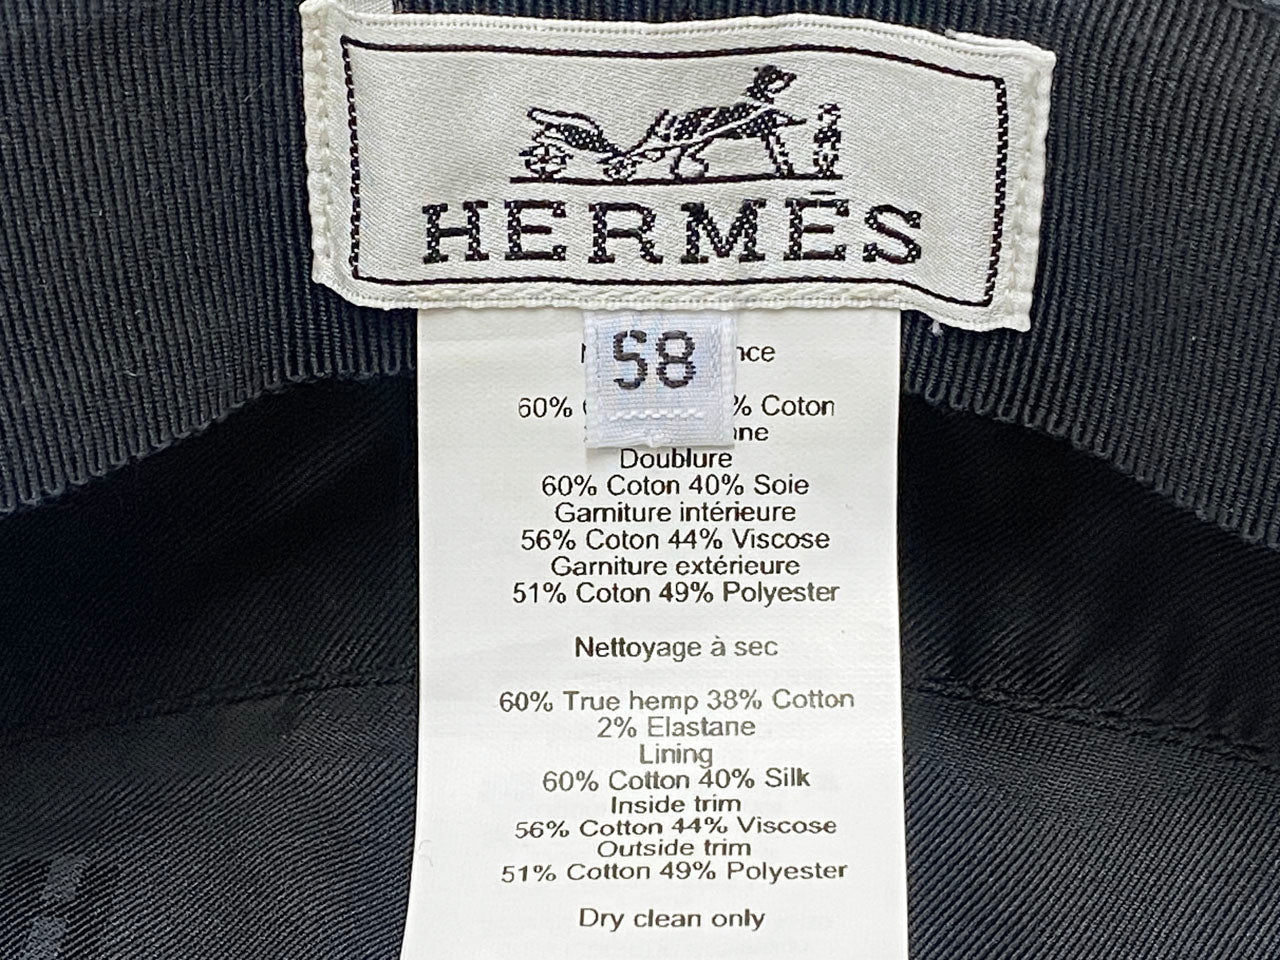 HERMÈS
58
60% % Coton
Doublure
60% Coton 40% Soie
Garniture intérieure
56% Coton 44% Viscose
Garniture extérieure
51% Coton 49% Polyester
Nettoyage à sec
60% True hemp 38% Cotton
2% Elastane
Lining
60% Cotton 40% Silk
Inside trim
56% Cotton 44% Viscose
Outside trim
51% Cotton 49% Polyester
Dry clean only